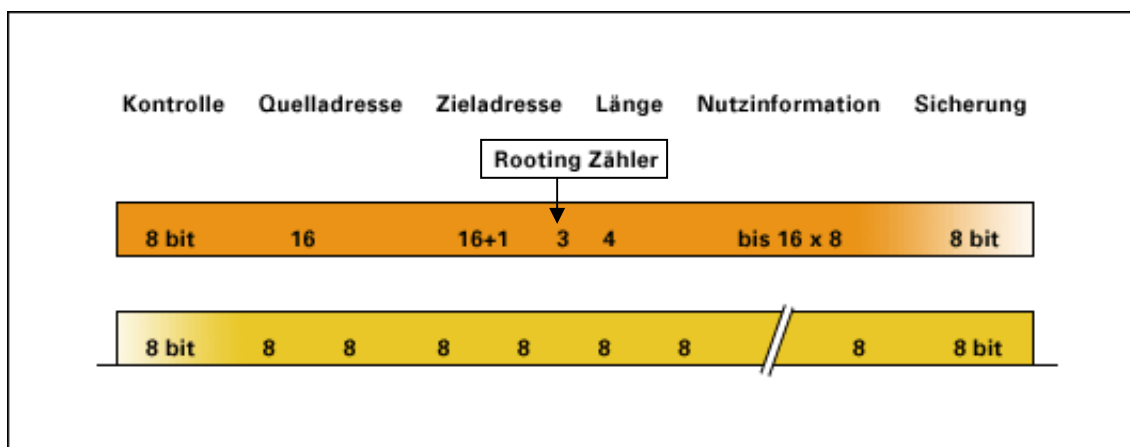 Kontrolle Quelladresse Zieladresse Länge Nutzinformation Sicherung
Rooting Zähler
8 bit 16 16+1 3 4 bis 16 x 8 8 bit
8 bit 8 8 8 8 8 8 8 8 bit